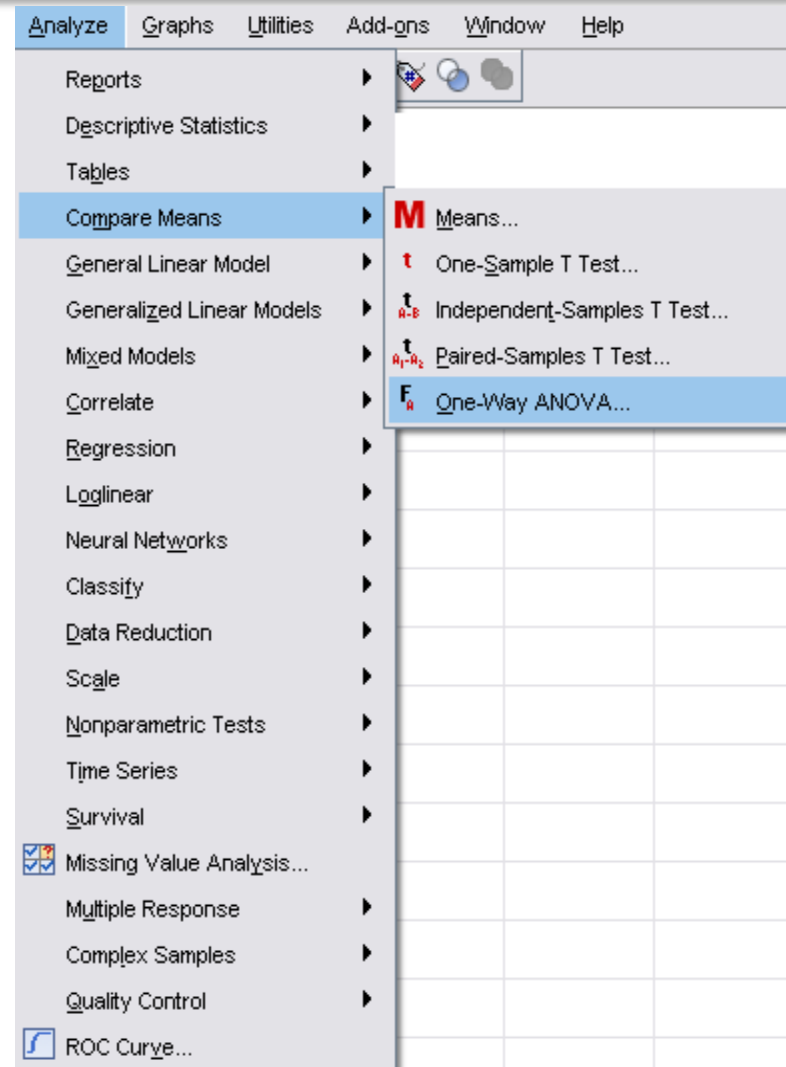 Analyze Graphs Utilities Add-ons Window Help
Reports
Descriptive Statistics
Tables
Compare Means
General Linear Model
Generalized Linear Models
Mixed Models
Correlate
Regression
Loglinear
Neural Networks
Classify
Data Reduction
Scale
Nonparametric Tests
Time Series
Survival
Missing Value Analysis...
Multiple Response
Complex Samples
Quality Control
ROC Curve...
M Means...
t One-Sample T Test...
t A-B Independent-Samples T Test...
t A₁-A₂ Paired-Samples T Test...
F A One-Way ANOVA...